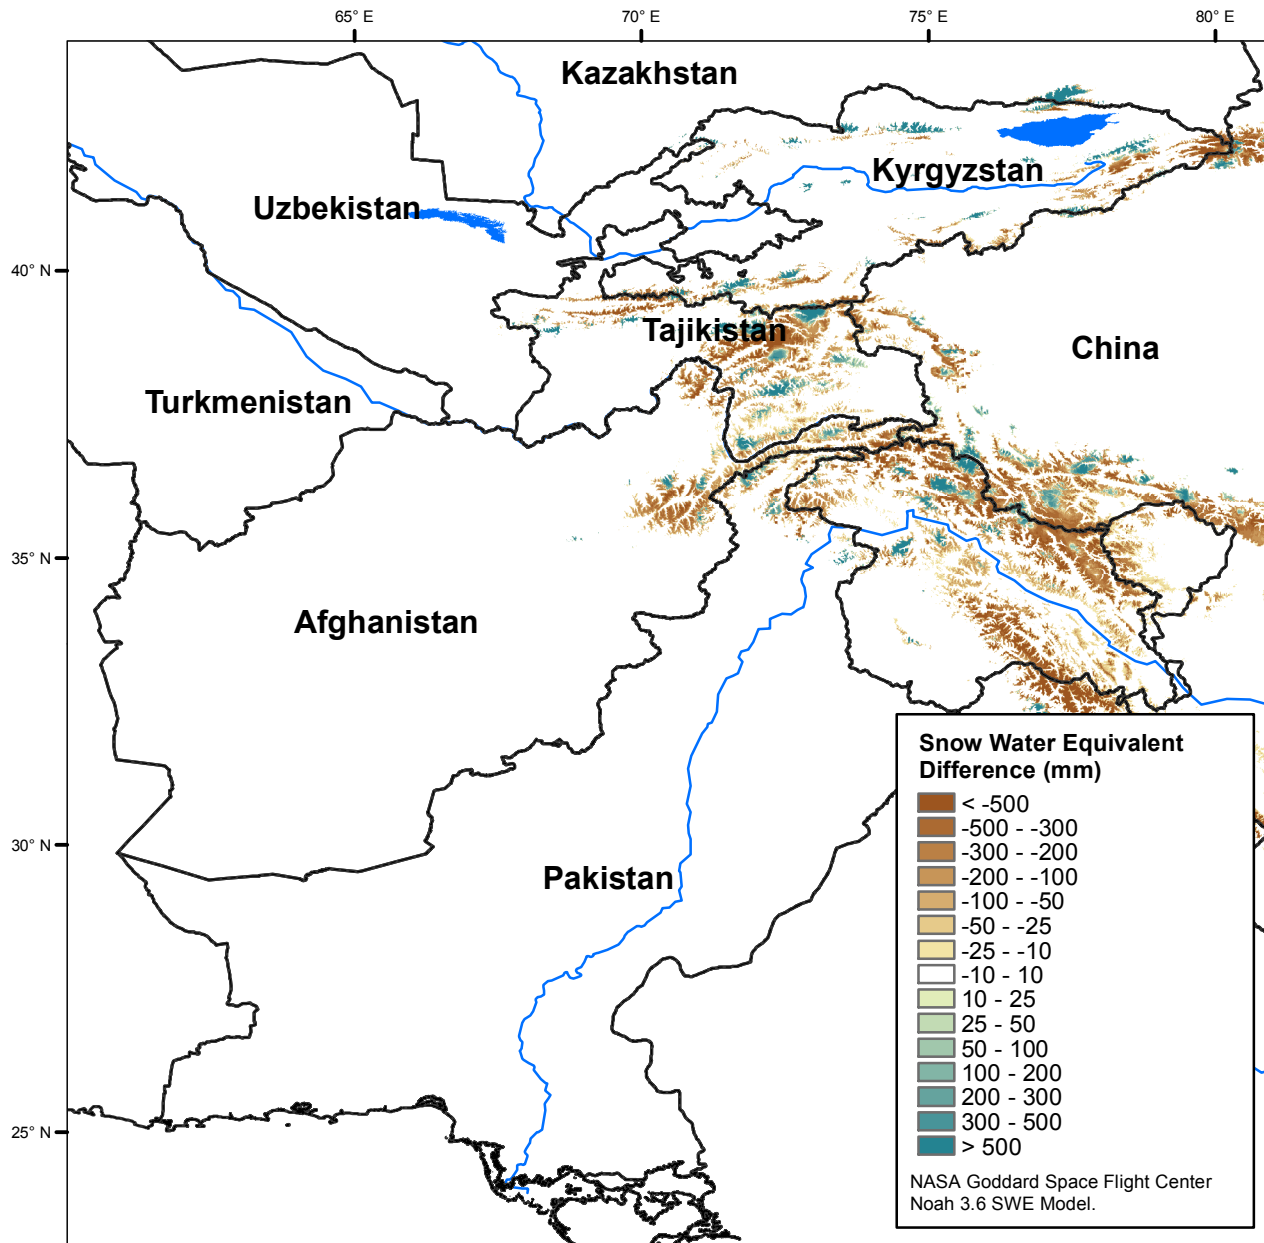 65° E
70° E
75° E
80° E
Kazakhstan
Kyrgyzstan
Uzbekistan
40° N
Tajikistan
China
Turkmenistan
35° N
Afghanistan
Snow Water Equivalent
Difference (mm)
< -500
-500 - -300
30° N
-300 - -200
Pakistan
-200 - -100
-100 - -50
-50 - -25
-25 - -10
-10 - 10
10 - 25
25 - 50
50 - 100
100 - 200
200 - 300
300 - 500
25° N
> 500
NASA Goddard Space Flight Center
Noah 3.6 SWE Model.